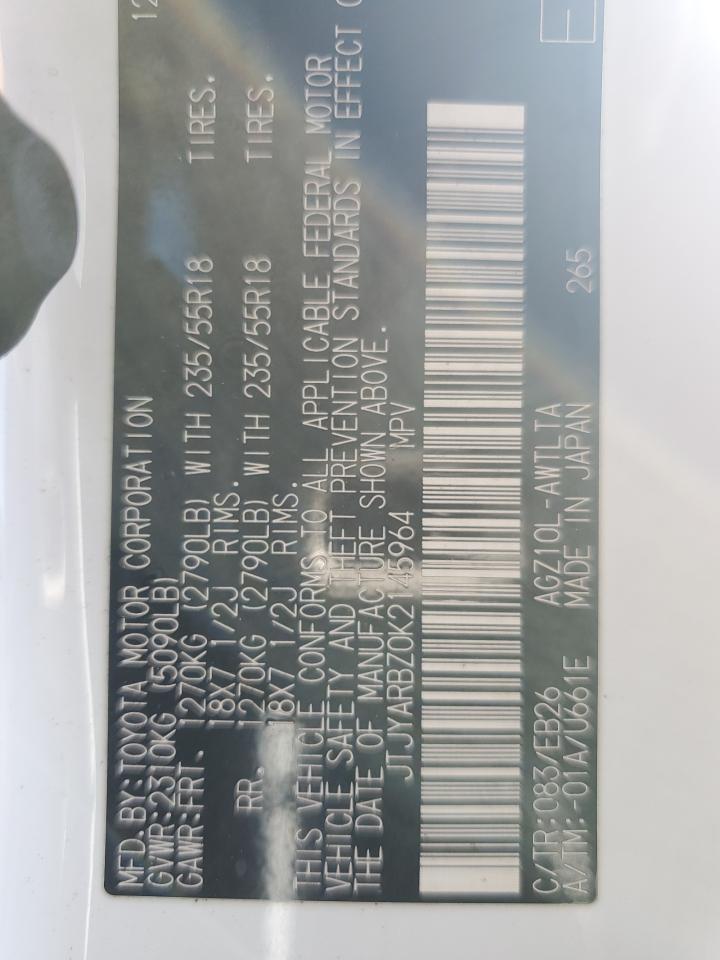 MFD.BY:TOYOTA MOTOR CORPORATION 12
GVWR:2310KG (5090LB)
GAWR:FRT. 1270KG (2790LB) WITH 235/55R18 TIRES.
18X7 1/2J RIMS.
RR. 1270KG (2790LB) WITH 235/55R18 TIRES.
18X7 1/2J RIMS.
THIS VEHICLE CONFORMS TO ALL APPLICABLE FEDERAL MOTOR
VEHICLE SAFETY AND THEFT PREVENTION STANDARDS IN EFFECT O
THE DATE OF MANUFACTURE SHOWN ABOVE.
JTJYARBZ0K2145964 MPV
C/TR:083/EB26 AGZ10L-AWTLTA
A/TM:-01A/U661E MADE IN JAPAN 265